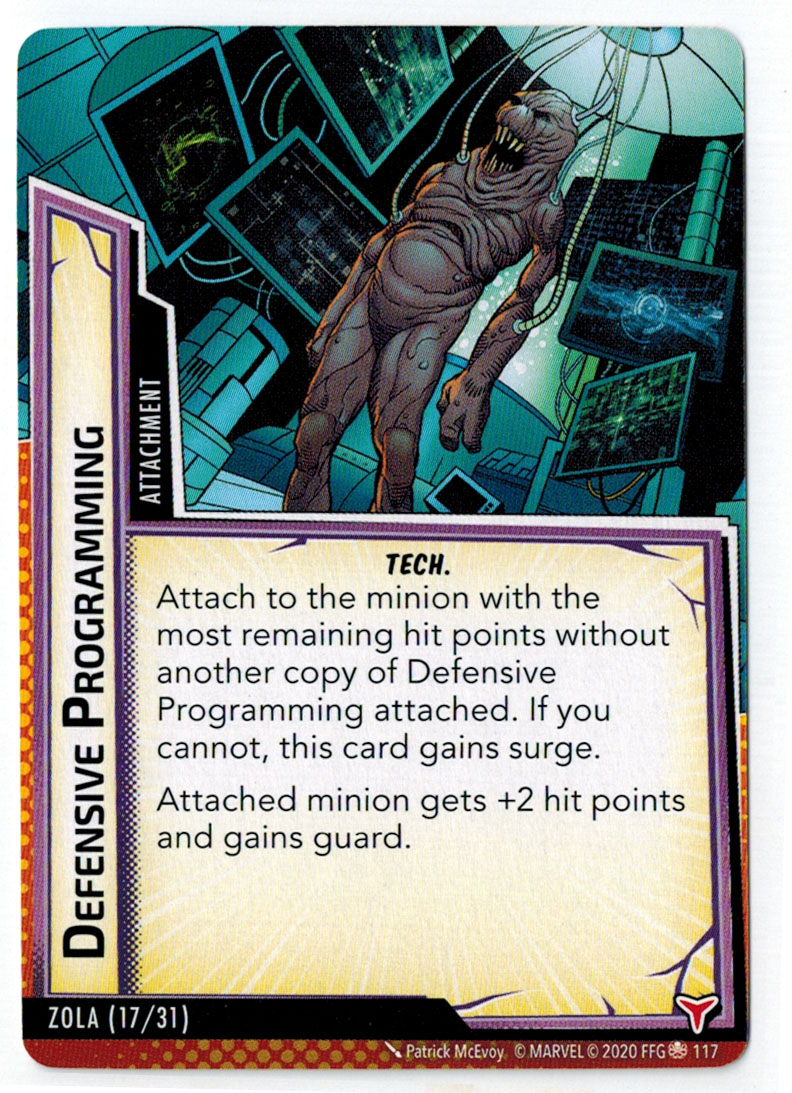 ATTACHMENT
DEFENSIVE PROGRAMMING
TECH.
Attach to the minion with the
most remaining hit points without
another copy of Defensive
Programming attached. If you
cannot, this card gains surge.
Attached minion gets +2 hit points
and gains guard.
ZOLA (17/31)
Patrick McEvoy © MARVEL © 2020 FFG 117